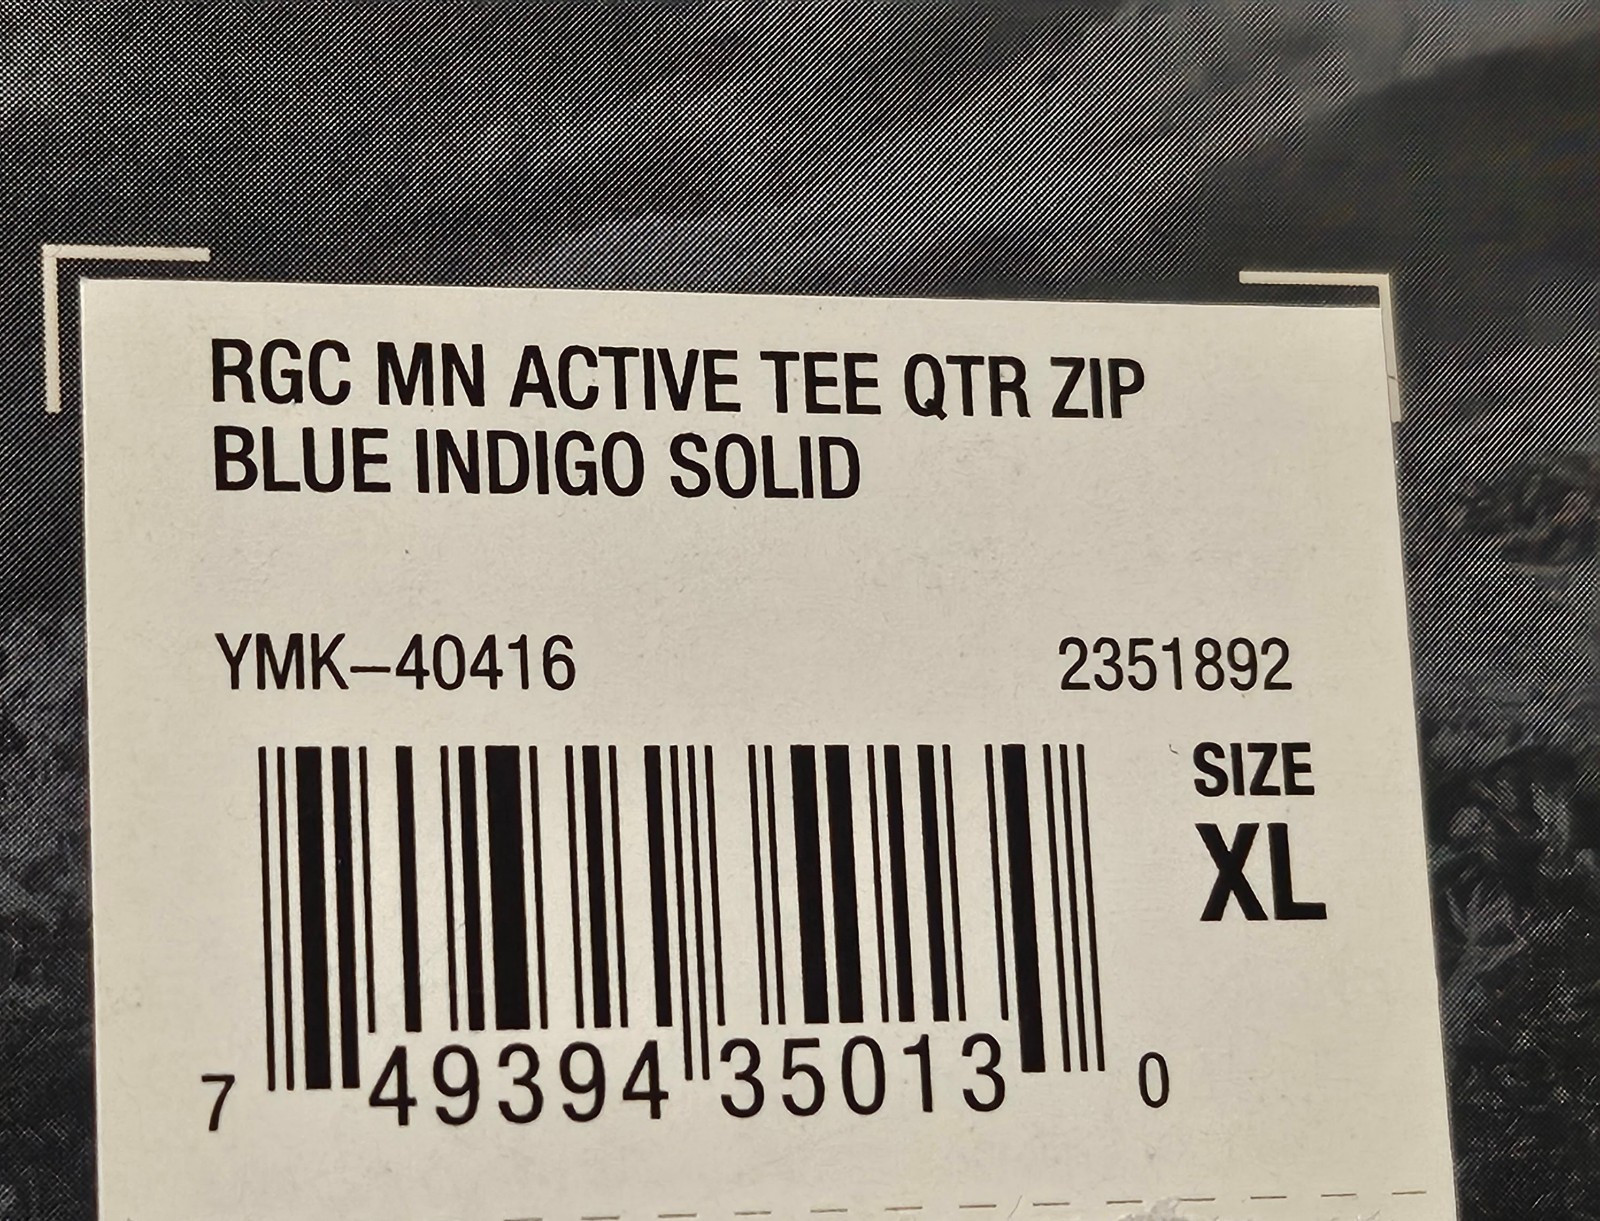 RGC MN ACTIVE TEE QTR ZIP
BLUE INDIGO SOLID
YMK-40416 2351892
SIZE
XL
7 49394 35013 0